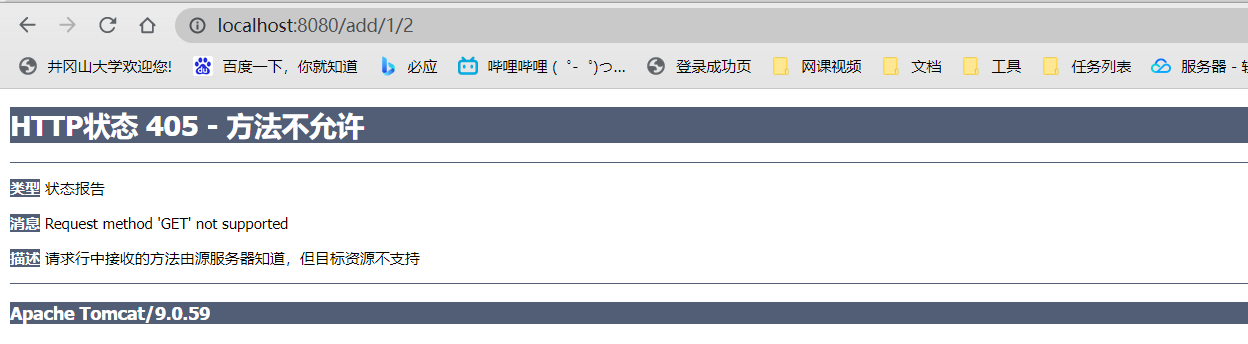 localhost:8080/add/1/2
井冈山大学欢迎您! 百度一下，你就知道 必应 哔哩哔哩 (゜-゜)つ... 登录成功页 网课视频 文档 工具 任务列表 服务器 -
HTTP状态 405 - 方法不允许
类型 状态报告
消息 Request method 'GET' not supported
描述 请求行中接收的方法由源服务器知道，但目标资源不支持
Apache Tomcat/9.0.59